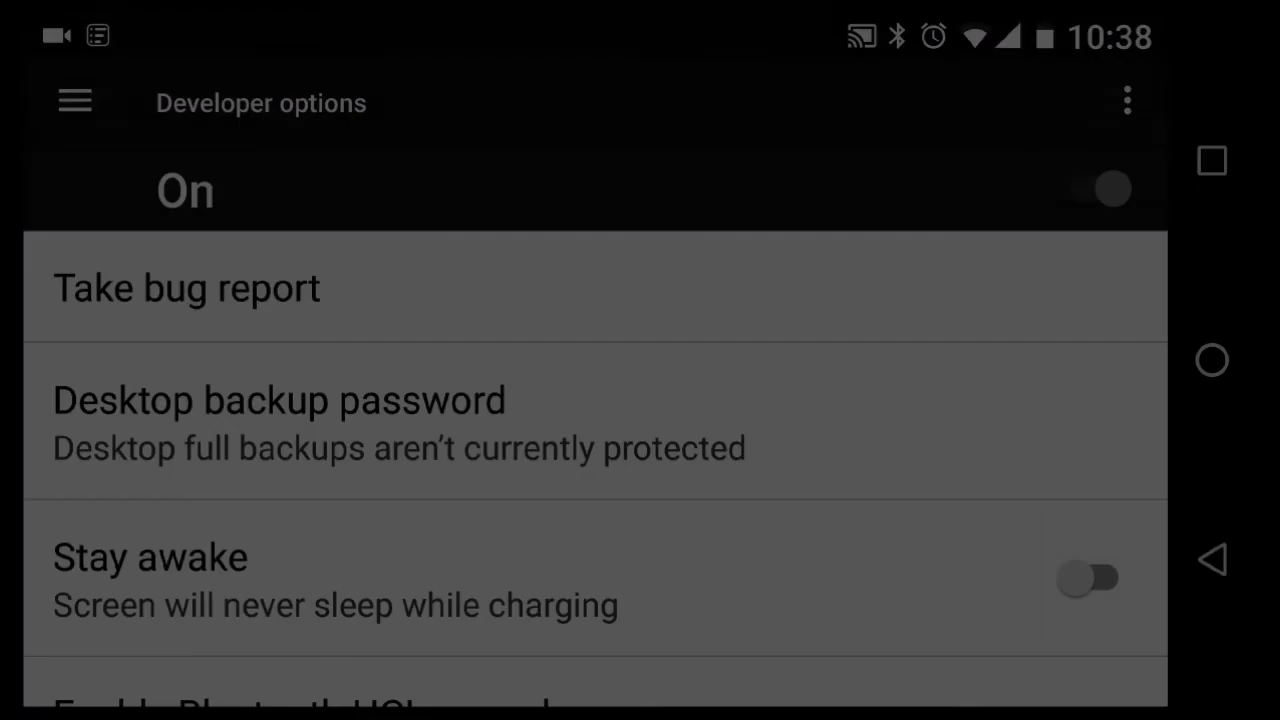 10:38
Developer options
On
Take bug report
Desktop backup password
Desktop full backups aren't currently protected
Stay awake
Screen will never sleep while charging